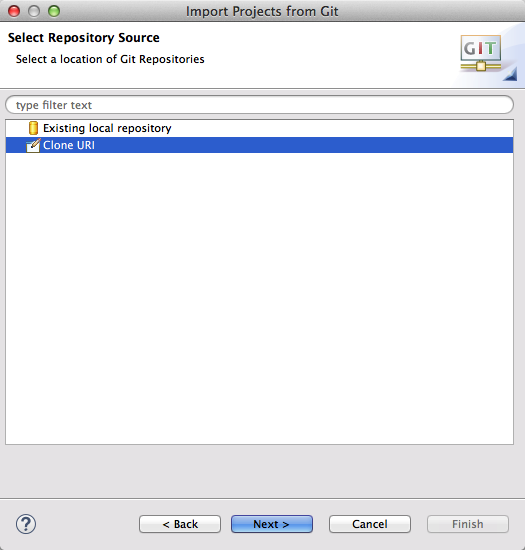 Import Projects from Git
Select Repository Source
Select a location of Git Repositories
GIT
type filter text
Existing local repository
Clone URI
?
< Back
Next >
Cancel
Finish